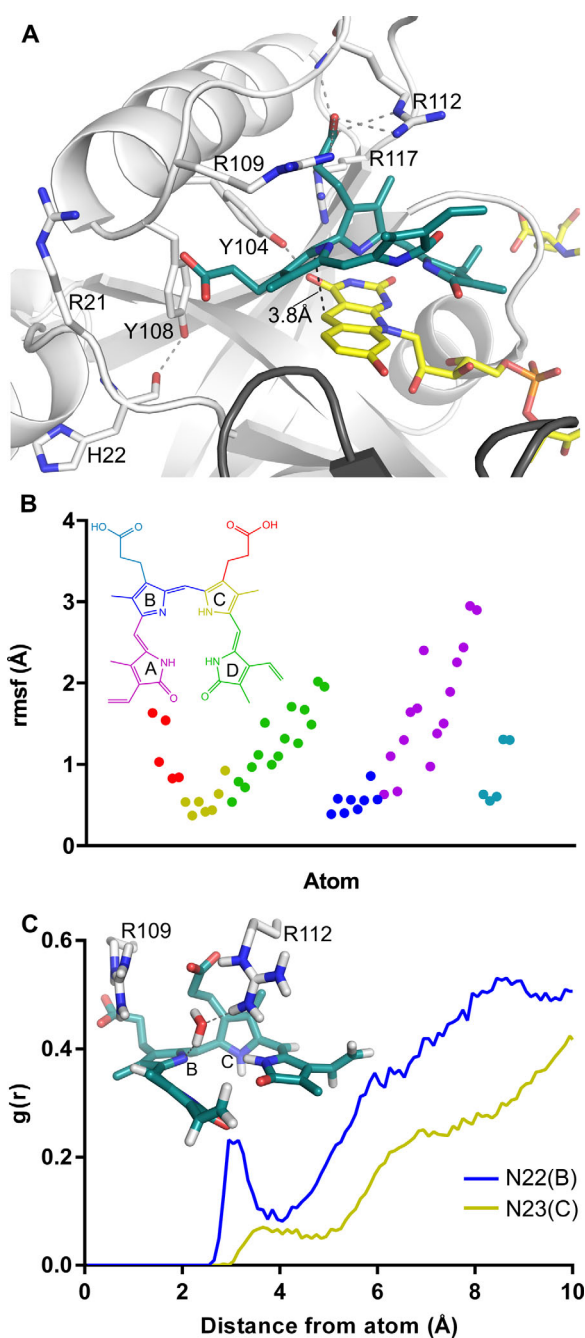 A
R112
R109
R117
Y104
R21
3.8Å
Y108
H22
B
4
3
2
1
0
rmsf (Å)
HO
O
O
OH
B
C
N
HN
A
NH
HN
D
O
O
Atom
C
R109
R112
B
C
0.6
0.4
0.2
0.0
g(r)
N22(B)
N23(C)
0
2
4
6
8
10
Distance from atom (Å)